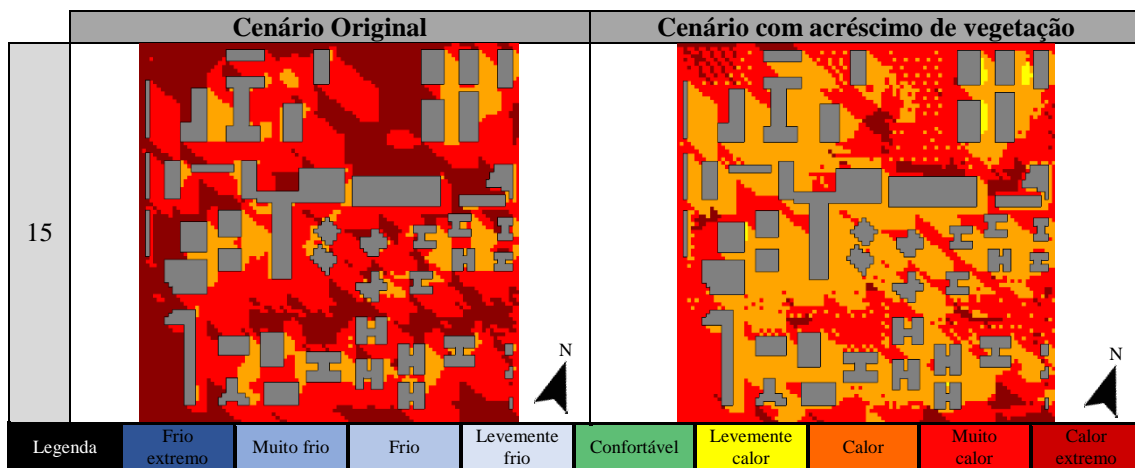 Cenário Original
Cenário com acréscimo de vegetação
15
N
N
Legenda
Frio extremo
Muito frio
Frio
Levemente frio
Confortável
Levemente calor
Calor
Muito calor
Calor extremo